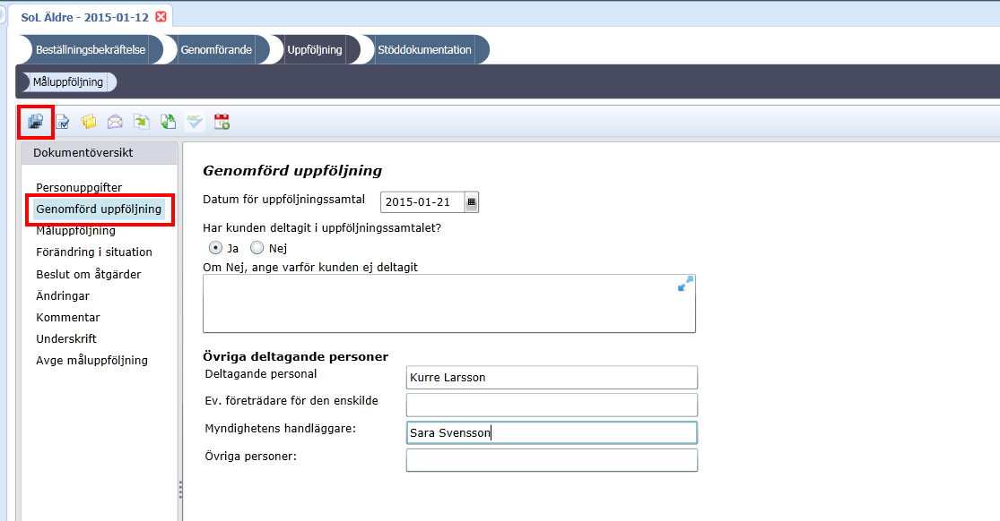 SoL Äldre - 2015-01-12
Beställningsbekräftelse Genomförande Uppföljning Stöddokumentation
Måluppföljning
ABC
Dokumentöversikt
Personuppgifter
Genomförd uppföljning
Måluppföljning
Förändring i situation
Beslut om åtgärder
Ändringar
Kommentar
Underskrift
Avge måluppföljning
Genomförd uppföljning
Datum för uppföljningssamtal 2015-01-21
Har kunden deltagit i uppföljningssamtalet?
Ja Nej
Om Nej, ange varför kunden ej deltagit
Övriga deltagande personer
Deltagande personal Kurre Larsson
Ev. företrädare för den enskilde
Myndighetens handläggare: Sara Svensson
Övriga personer: